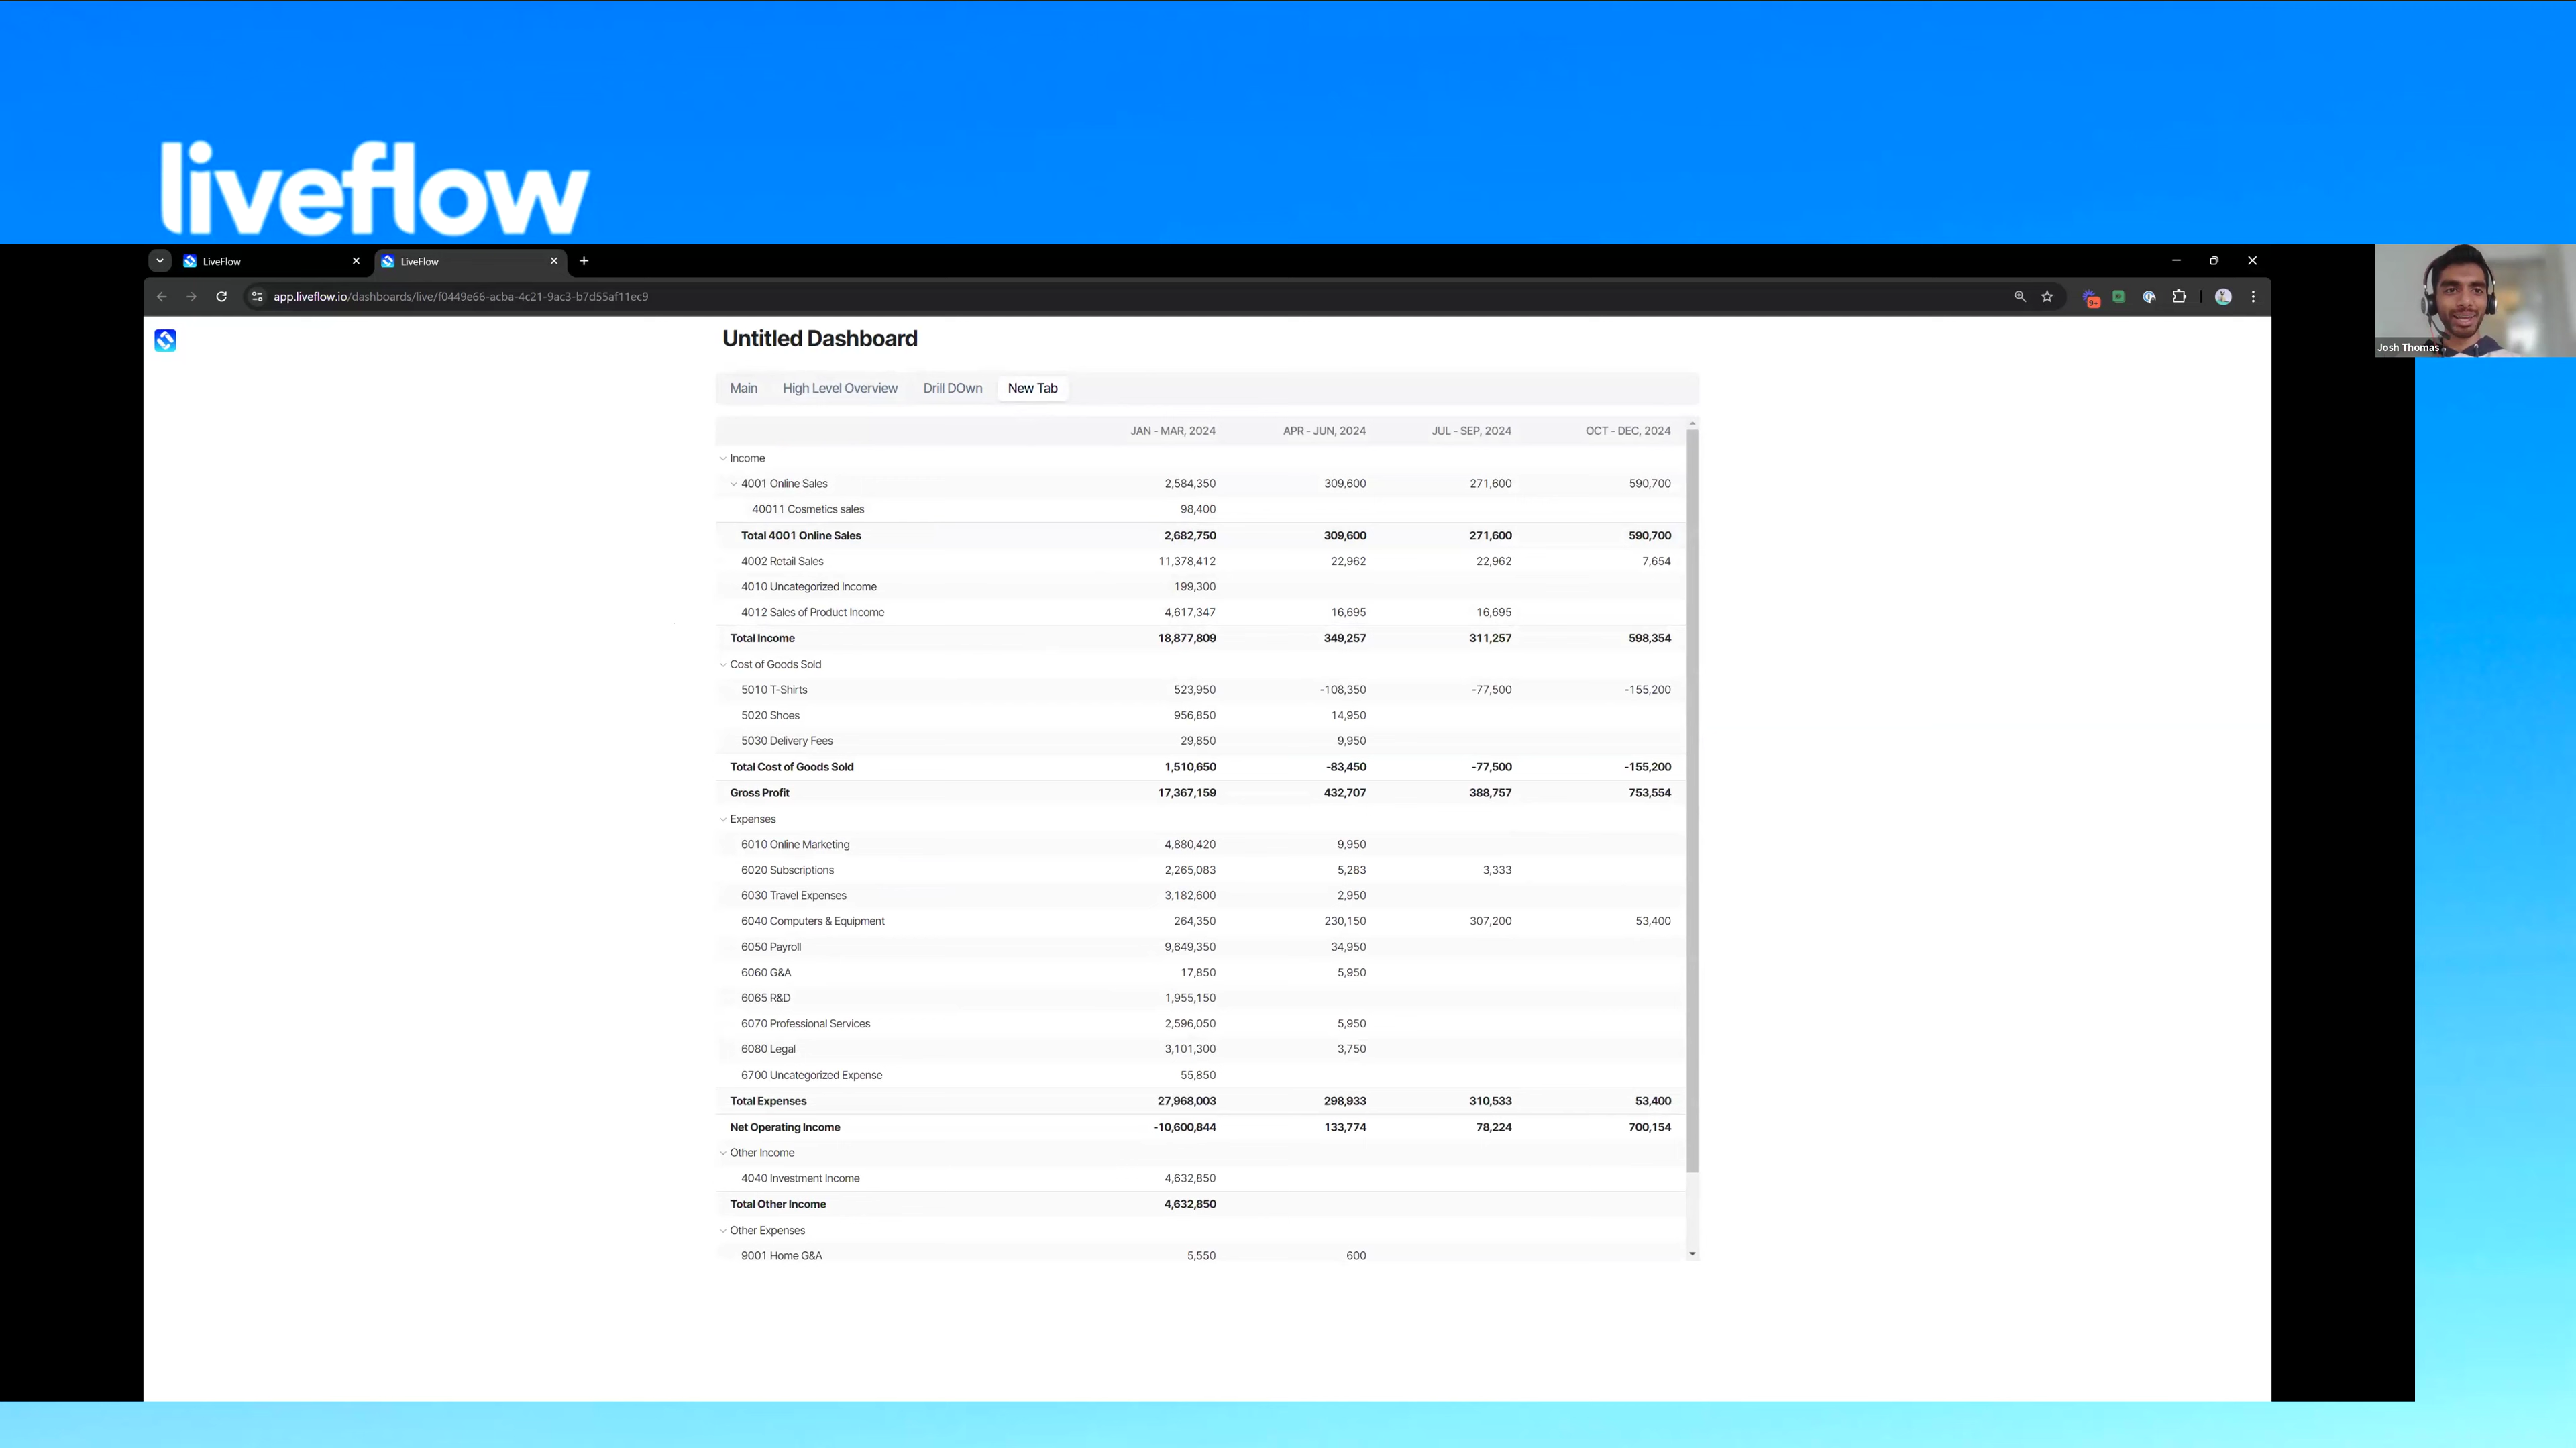 liveflow
LiveFlow
LiveFlow
app.liveflow.io/dashboards/live/f0449e66-acba-4c21-9ac3-b7d55af11ec9
9+
Josh Thomas
Untitled Dashboard
Main High Level Overview Drill DOwn New Tab
JAN - MAR, 2024 APR - JUN, 2024 JUL - SEP, 2024 OCT - DEC, 2024
Income
4001 Online Sales 2,584,350 309,600 271,600 590,700
40011 Cosmetics sales 98,400
Total 4001 Online Sales 2,682,750 309,600 271,600 590,700
4002 Retail Sales 11,378,412 22,962 22,962 7,654
4010 Uncategorized Income 199,300
4012 Sales of Product Income 4,617,347 16,695 16,695
Total Income 18,877,809 349,257 311,257 598,354
Cost of Goods Sold
5010 T-Shirts 523,950 -108,350 -77,500 -155,200
5020 Shoes 956,850 14,950
5030 Delivery Fees 29,850 9,950
Total Cost of Goods Sold 1,510,650 -83,450 -77,500 -155,200
Gross Profit 17,367,159 432,707 388,757 753,554
Expenses
6010 Online Marketing 4,880,420 9,950
6020 Subscriptions 2,265,083 5,283 3,333
6030 Travel Expenses 3,182,600 2,950
6040 Computers & Equipment 264,350 230,150 307,200 53,400
6050 Payroll 9,649,350 34,950
6060 G&A 17,850 5,950
6065 R&D 1,955,150
6070 Professional Services 2,596,050 5,950
6080 Legal 3,101,300 3,750
6700 Uncategorized Expense 55,850
Total Expenses 27,968,003 298,933 310,533 53,400
Net Operating Income -10,600,844 133,774 78,224 700,154
Other Income
4040 Investment Income 4,632,850
Total Other Income 4,632,850
Other Expenses
9001 Home G&A 5,550 600